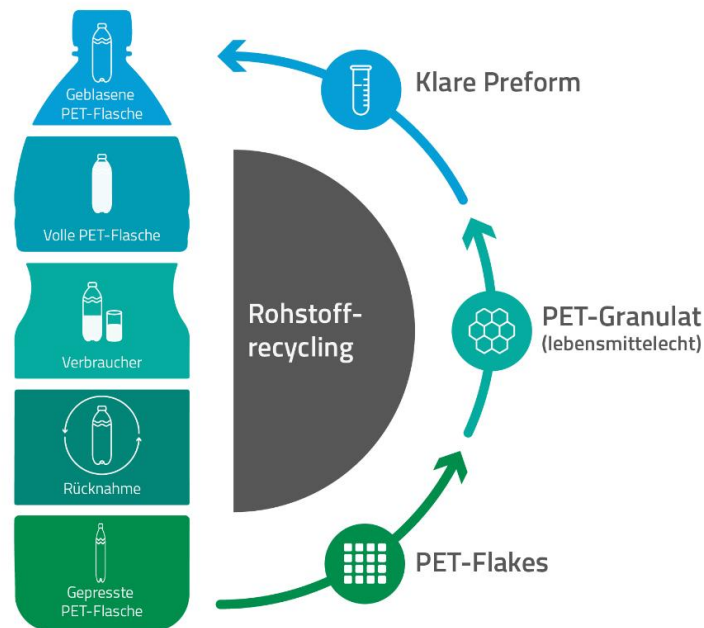 Geblasene
PET-Flasche
Volle PET-Flasche
Verbraucher
Rücknahme
Gepresste
PET-Flasche
Rohstoff-
recycling
Klare Preform
PET-Granulat
(lebensmittelecht)
PET-Flakes